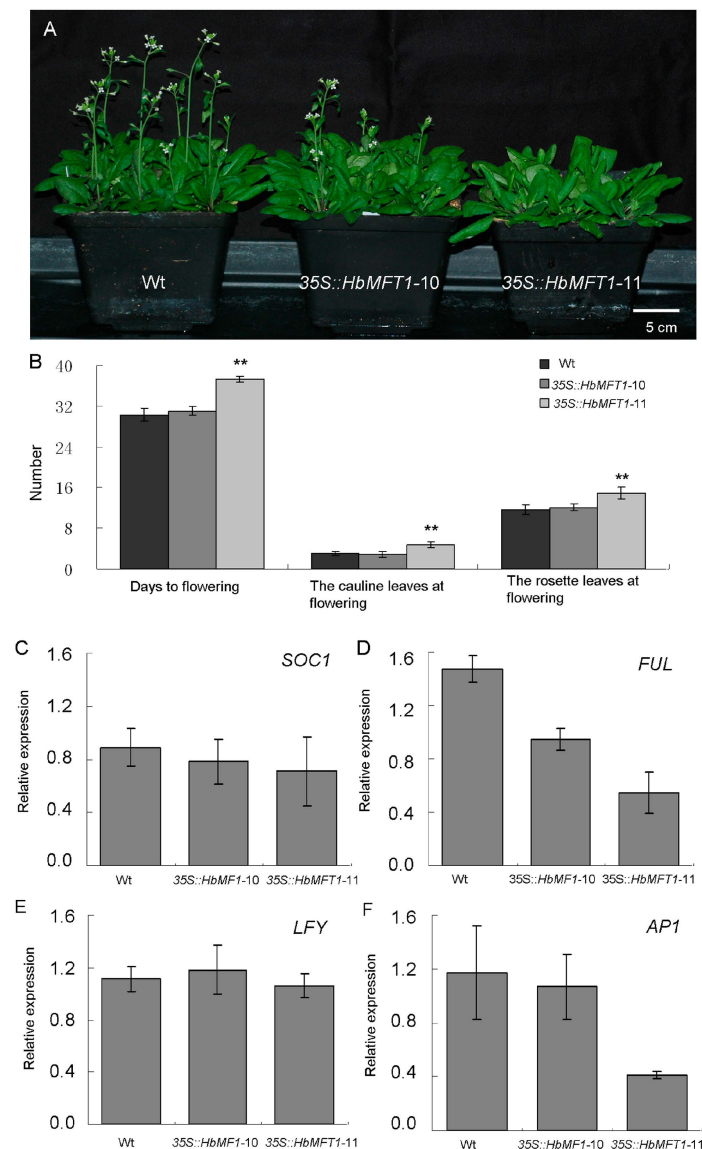 A
Wt
35S::HbMFT1-10
35S::HbMFT1-11
5 cm
B
Number
40
32
24
16
8
0
**
**
**
Wt
35S::HbMFT1-10
35S::HbMFT1-11
Days to flowering
The cauline leaves at
flowering
The rosette leaves at
flowering
C
SOC1
Relative expression
1.6
1.2
0.8
0.4
0.0
Wt
35S::HbMF1-10
35S::HbMFT1-11
D
FUL
Relative expression
1.6
1.2
0.8
0.4
0.0
Wt
35S::HbMF1-10
35S::HbMFT1-11
E
LFY
Relative expression
1.6
1.2
0.8
0.4
0.0
Wt
35S::HbMF1-10
35S::HbMFT1-11
F
AP1
Relative expression
1.6
1.2
0.8
0.4
0.0
Wt
35S::HbMF1-10
35S::HbMFT1-11